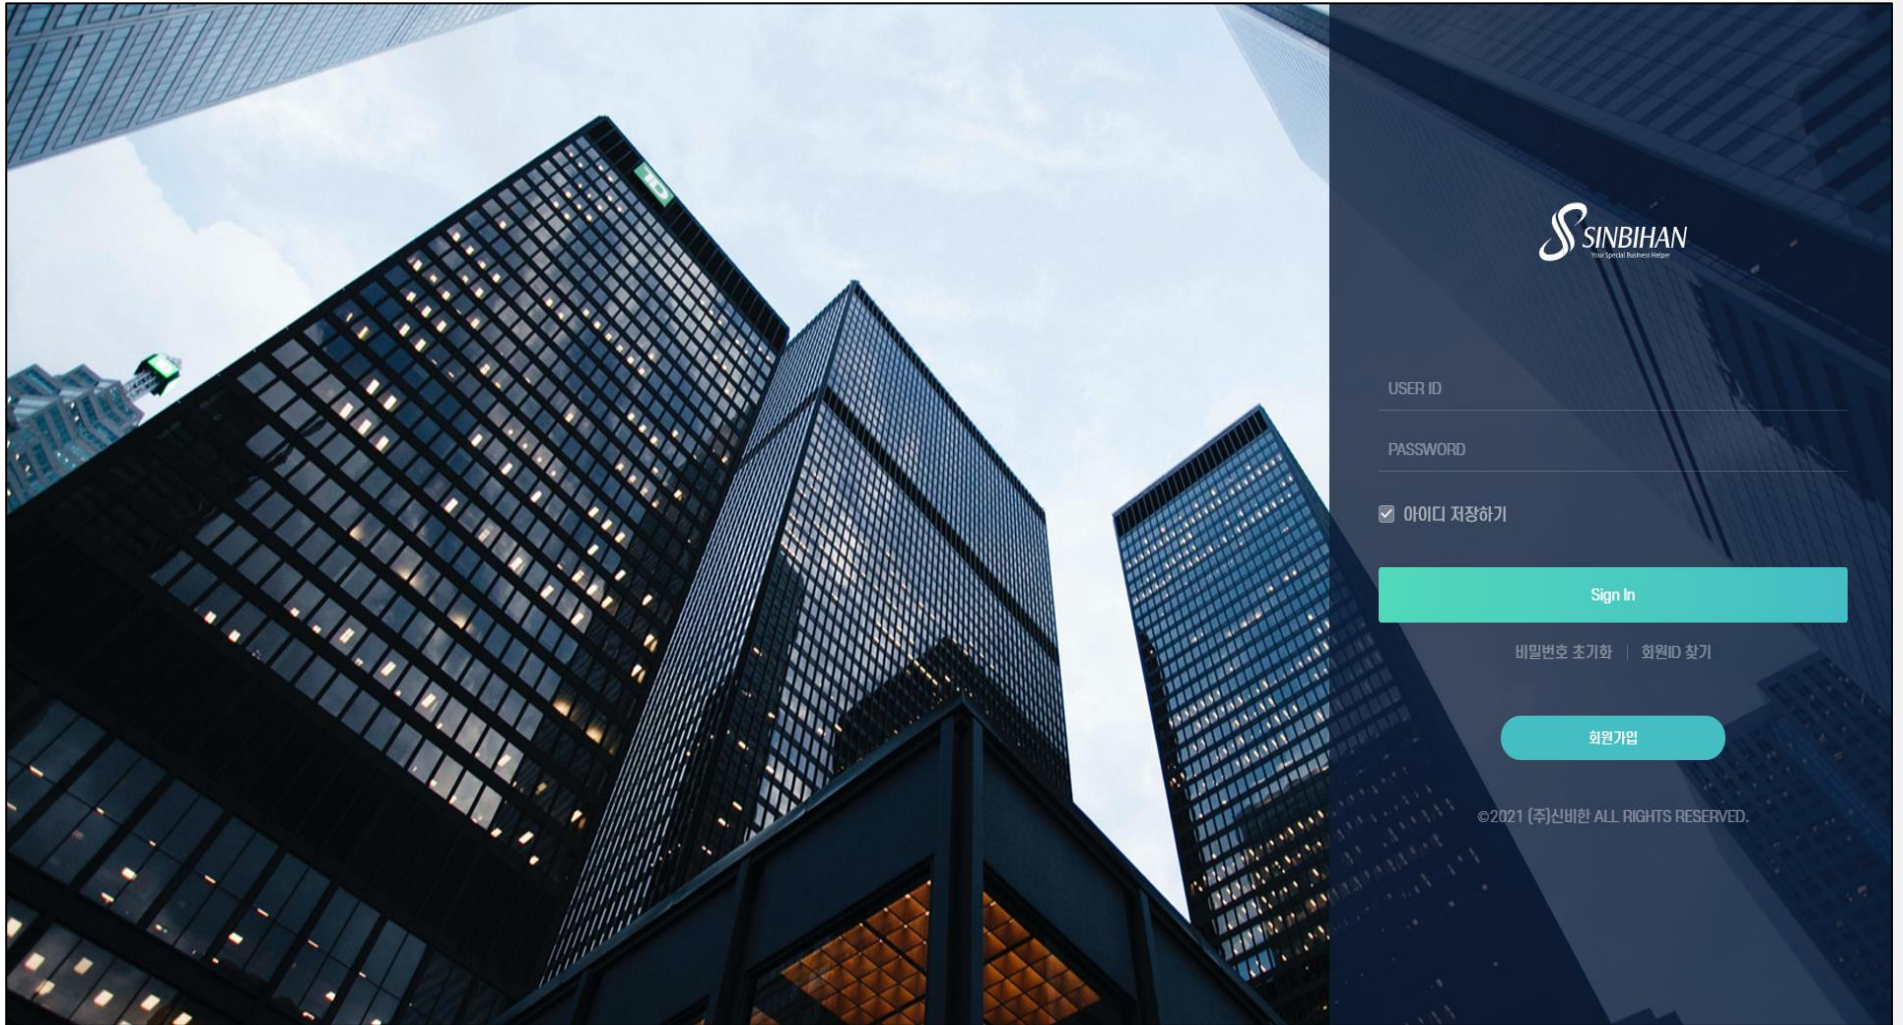 SINBIHAN
Your Special Business Helper
USER ID
PASSWORD
아이디 저장하기
Sign In
비밀번호 초기화 | 회원ID 찾기
회원가입
©2021 (주)신비한 ALL RIGHTS RESERVED.